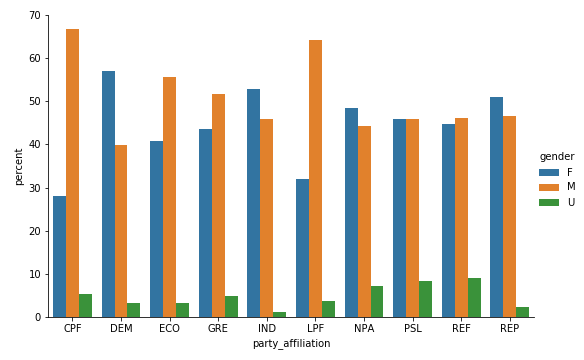 70
60
50
40
30
20
10
0
percent
CPF DEM ECO GRE IND LPF NPA PSL REF REP
party_affiliation
gender
F
M
U